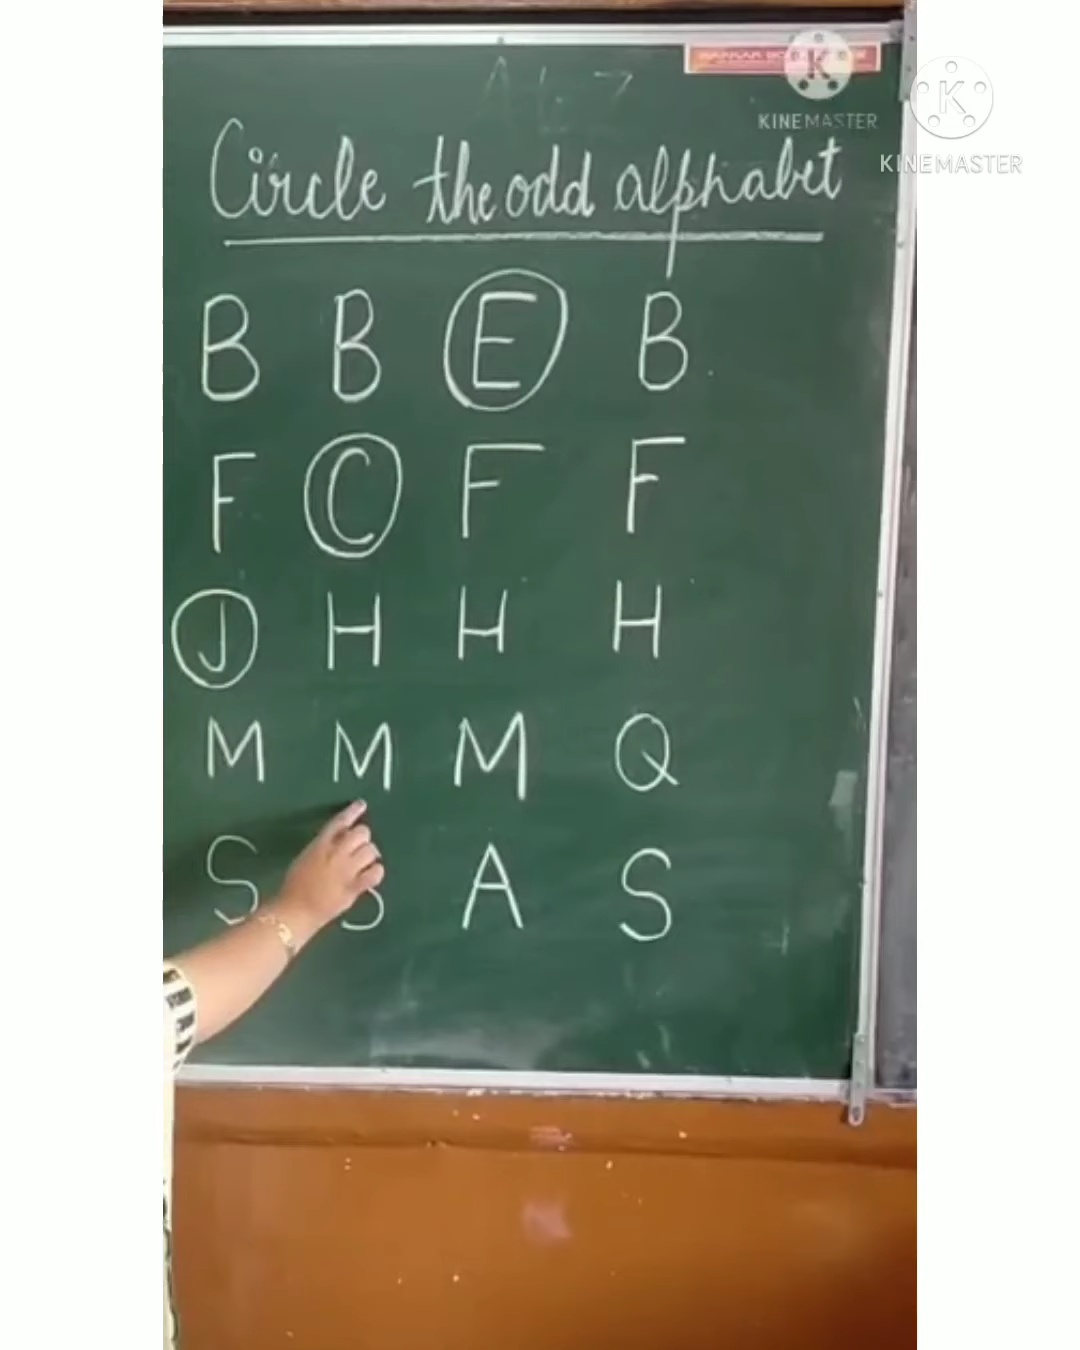 KINEMASTER
KINEMASTER
Circle the odd alphabet
B B E B
F C F F
J H H H
M M M Q
S S A S